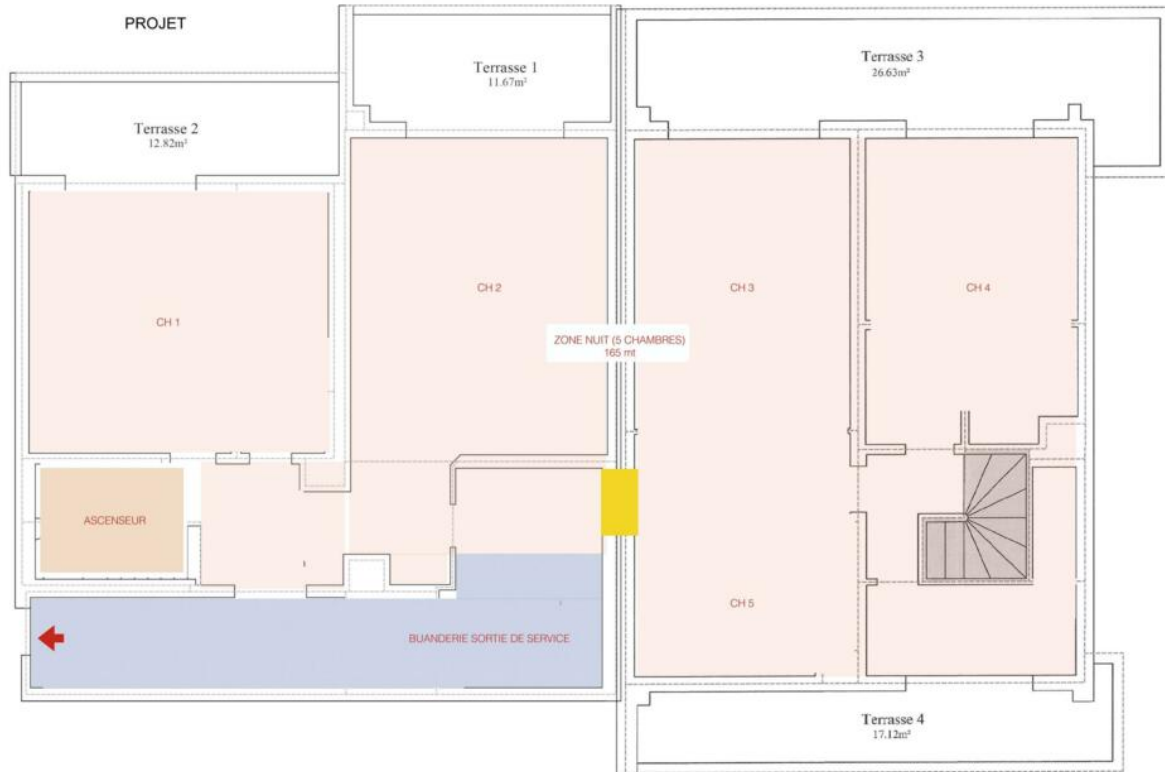 PROJET
Terrasse 1
11.67m²
Terrasse 3
26.63m²
Terrasse 2
12.82m²
CH 1
CH 2
CH 3
CH 4
ZONE NUIT (5 CHAMBRES)
165 mt
ASCENSEUR
CH 5
BUANDERIE SORTIE DE SERVICE
Terrasse 4
17.12m²